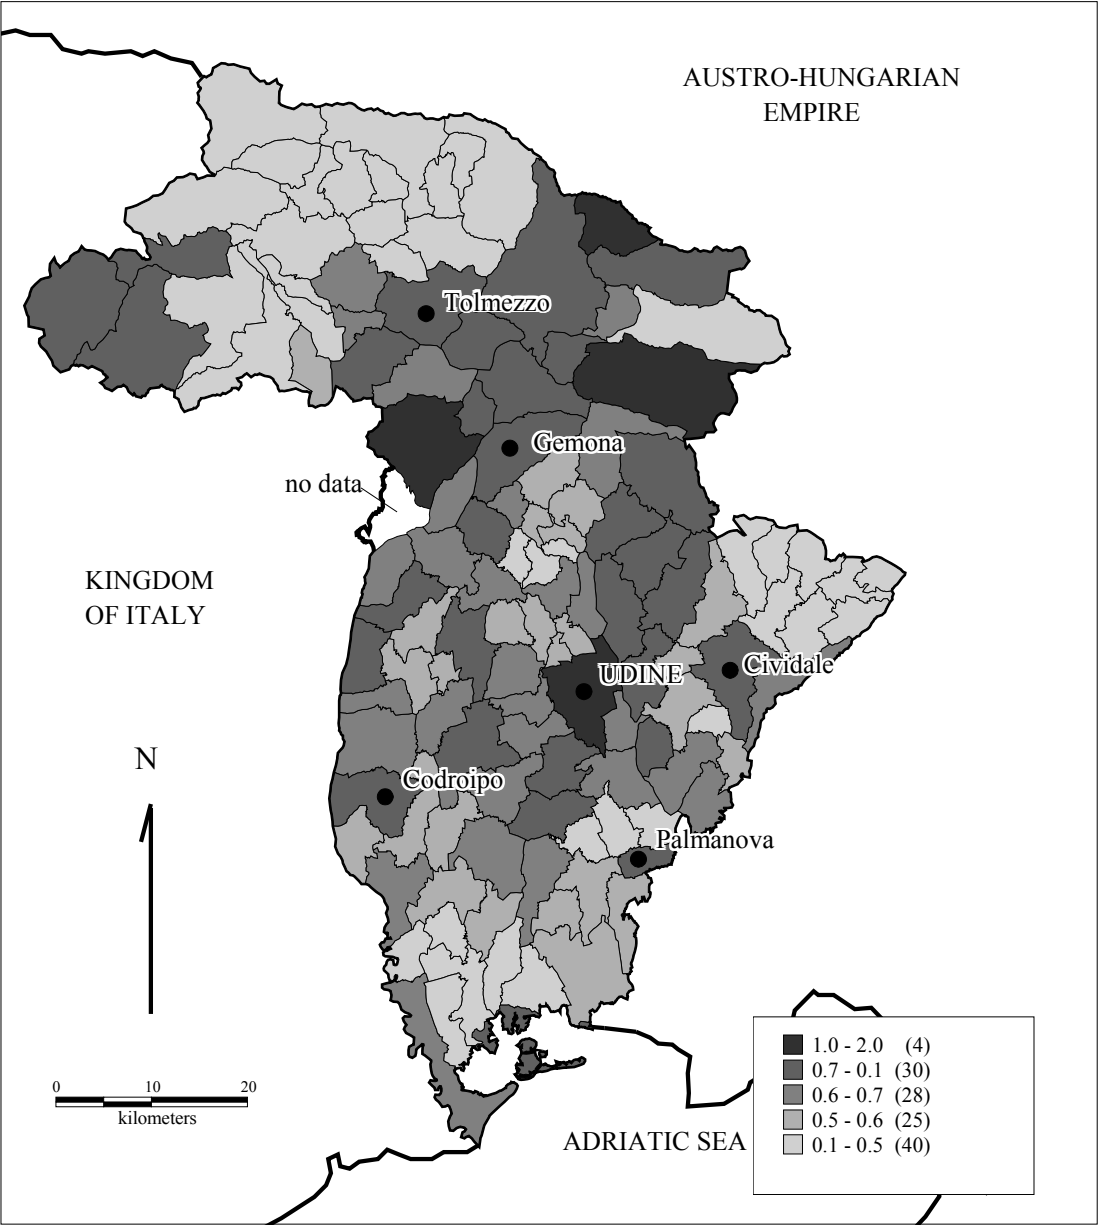 AUSTRO-HUNGARIAN
EMPIRE
Tolmezzo
Gemona
no data
KINGDOM
OF ITALY
UDINE
Cividale
N
Codroipo
Palmanova
0 10 20
kilometers
ADRIATIC SEA
1.0 - 2.0 (4)
0.7 - 0.1 (30)
0.6 - 0.7 (28)
0.5 - 0.6 (25)
0.1 - 0.5 (40)